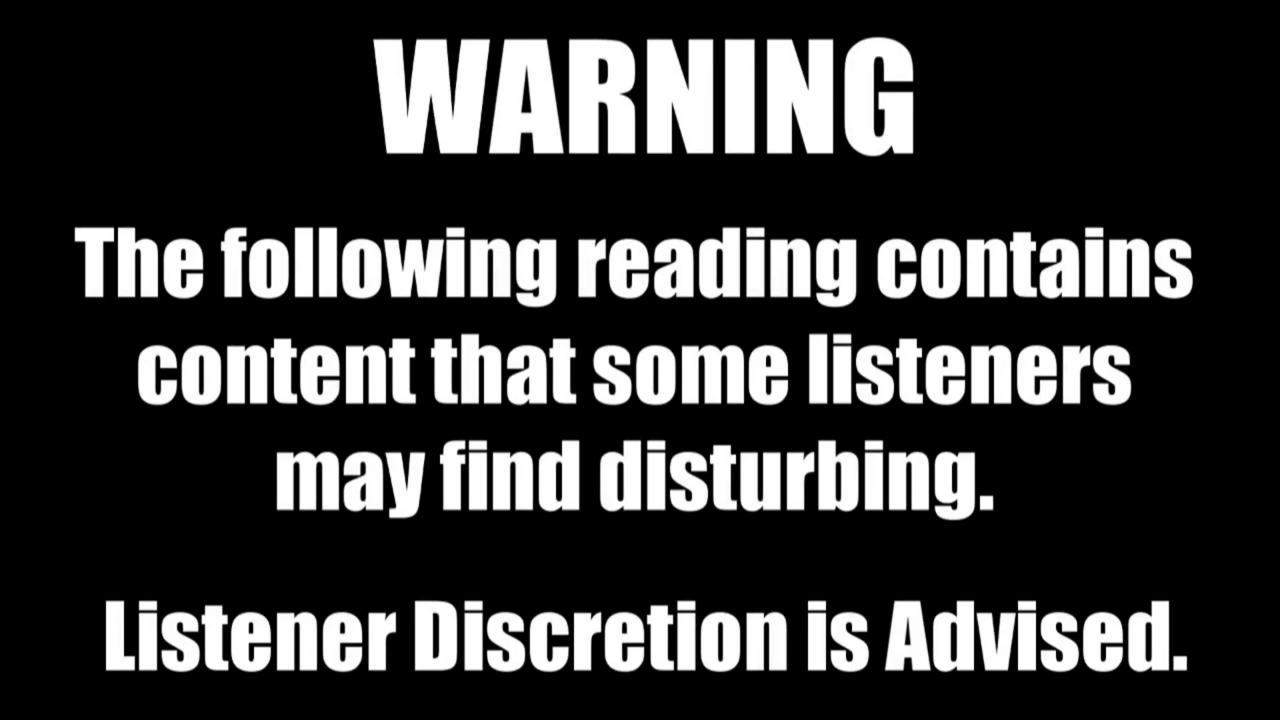 WARNING
The following reading contains
content that some listeners
may find disturbing.
Listener Discretion is Advised.